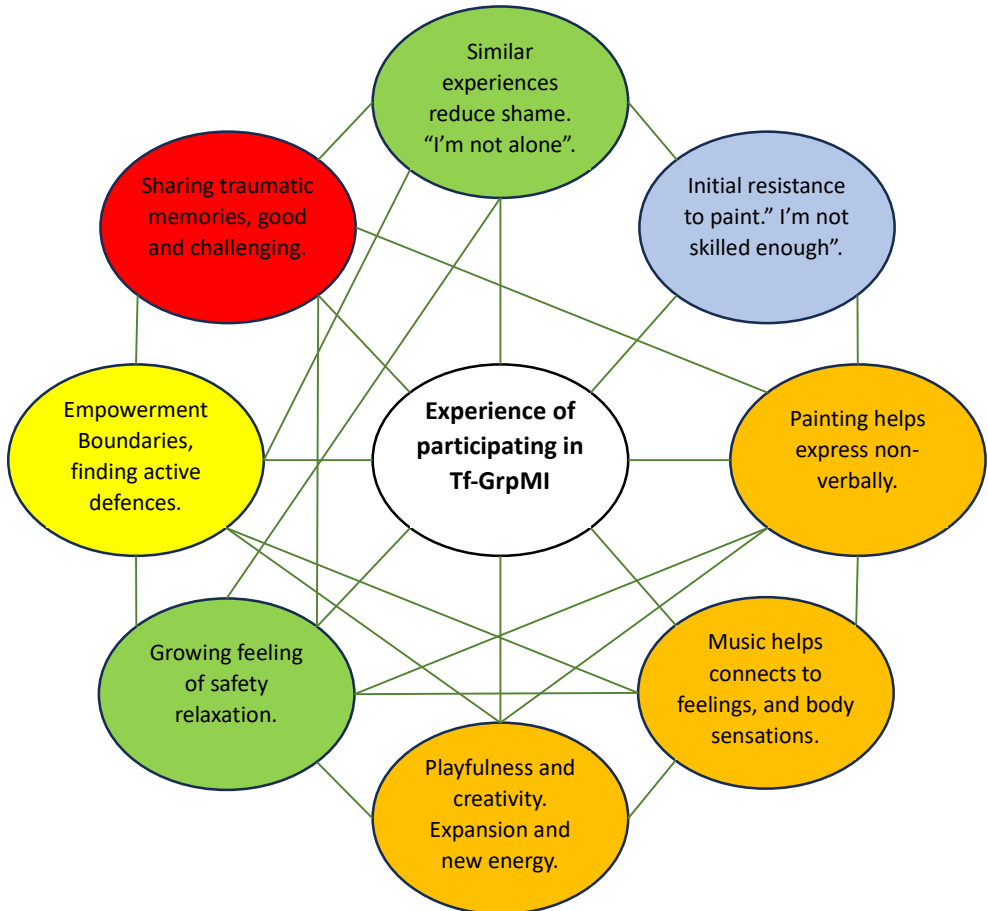 Similar
experiences
reduce shame.
“I’m not alone”.
Sharing traumatic
memories, good
and challenging.
Initial resistance
to paint.” I’m not
skilled enough”.
Empowerment
Boundaries,
finding active
defences.
Experience of
participating in
Tf-GrpMI
Painting helps
express non-
verbally.
Growing feeling
of safety
relaxation.
Music helps
connects to
feelings, and body
sensations.
Playfulness and
creativity.
Expansion and
new energy.